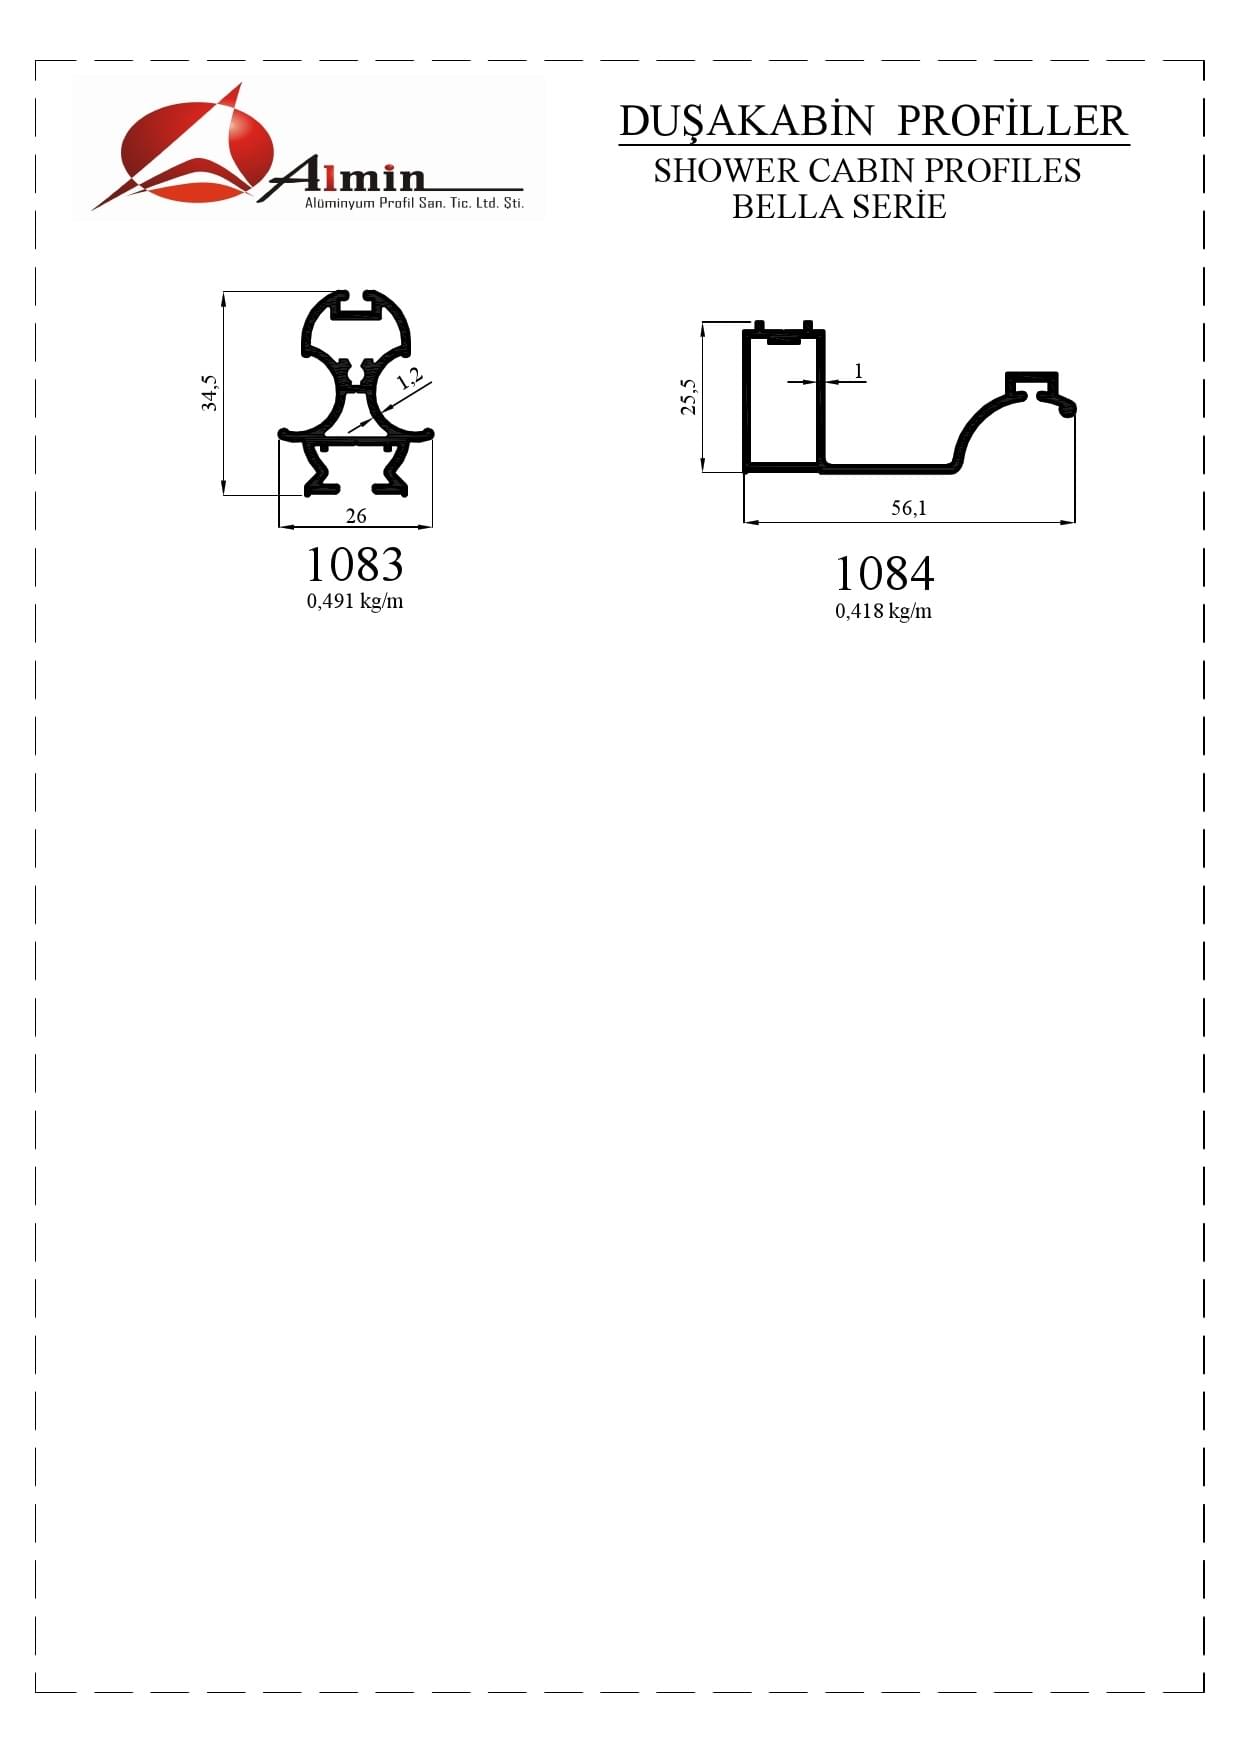 Almin
Alüminyum Profil San. Tic. Ltd. Şti.
DUŞAKABİN PROFİLLER
SHOWER CABIN PROFILES
BELLA SERİE
34,5
1,2
26
1083
0,491 kg/m
25,5
1
56,1
1084
0,418 kg/m